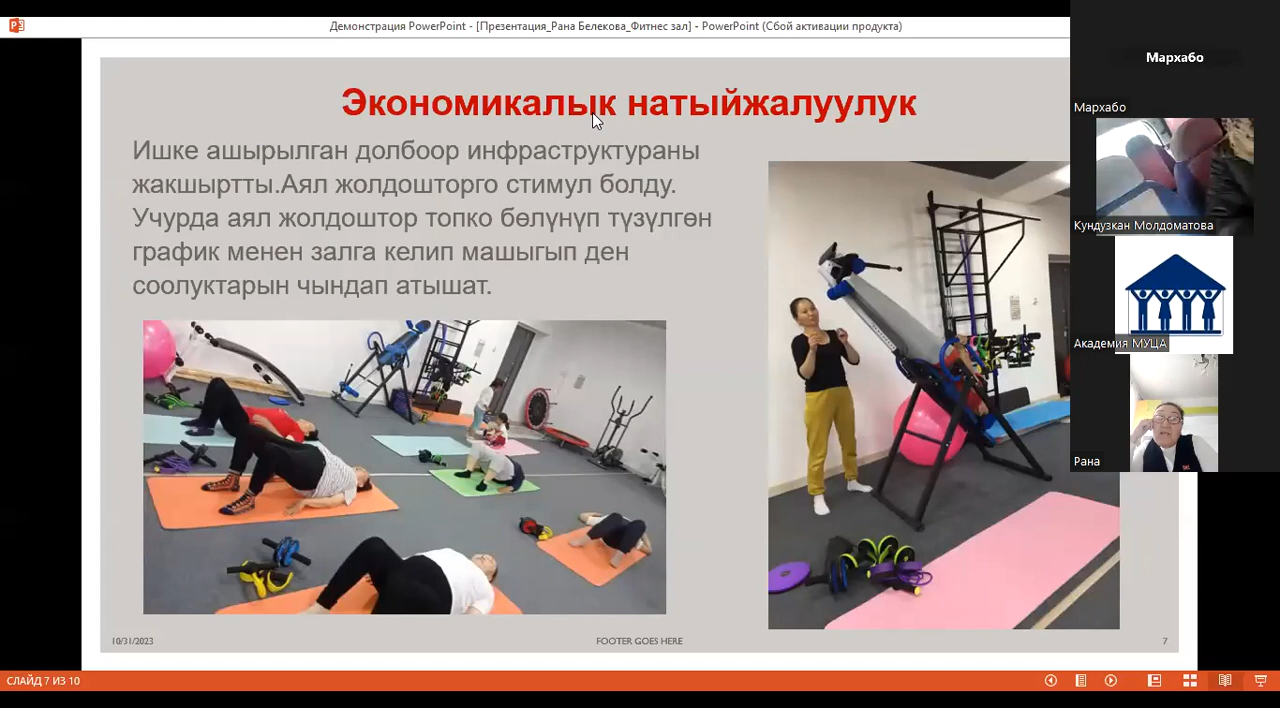 Демонстрация PowerPoint - [Презентация_Рана Белекова_Фитнес зал] - PowerPoint (Сбой активации продукта)
Экономикалык натыйжалуулук
Ишке ашырылган долбоор инфраструктураны
жакшыртты.Аял жолдошторго стимул болду.
Учурда аял жолдоштор топко бөлүнүп түзүлгөн
график менен залга келип машыгып ден
соолуктарын чындап атышат.
10/31/2023
FOOTER GOES HERE
7
СЛАЙД 7 ИЗ 10
Мархабо
Мархабо
Кундузкан Молдоматова
Академия МУЦА
Рана